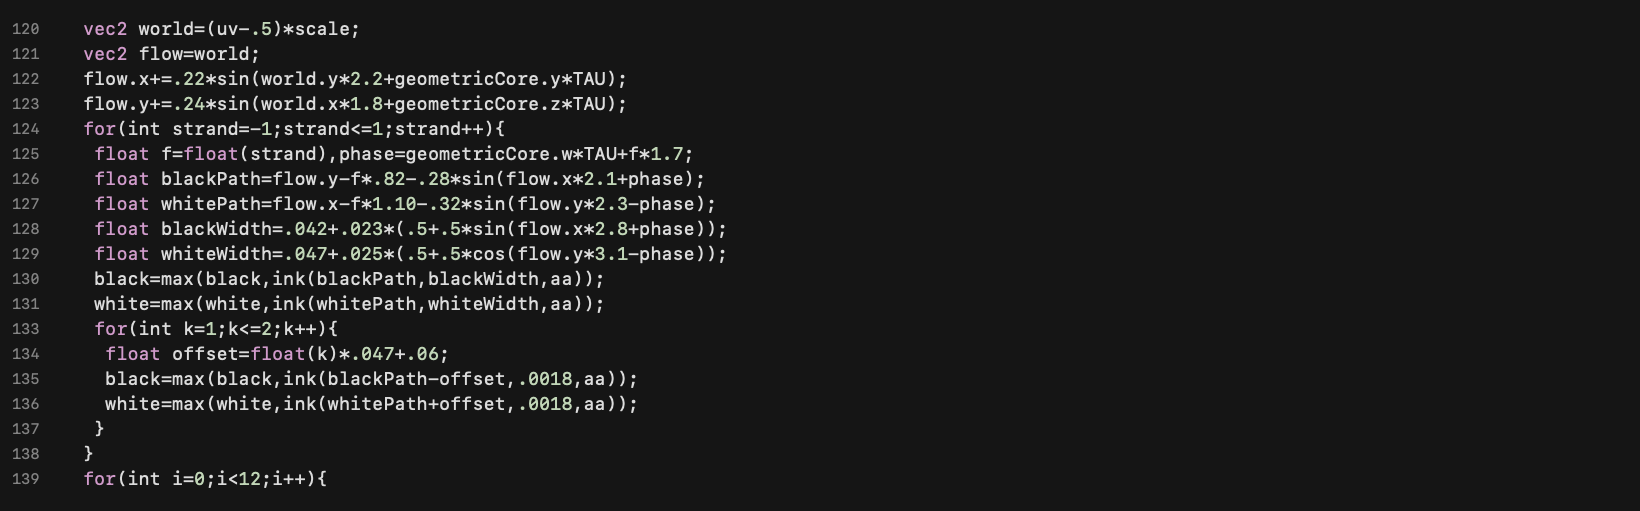 120 vec2 world=(uv-.5)*scale;
121 vec2 flow=world;
122 flow.x+=.22*sin(world.y*2.2+geometricCore.y*TAU);
123 flow.y+=.24*sin(world.x*1.8+geometricCore.z*TAU);
124 for(int strand=-1;strand<=1;strand++){
125 float f=float(strand),phase=geometricCore.w*TAU+f*1.7;
126 float blackPath=flow.y-f*.82-.28*sin(flow.x*2.1+phase);
127 float whitePath=flow.x-f*1.10-.32*sin(flow.y*2.3-phase);
128 float blackWidth=.042+.023*(.5+.5*sin(flow.x*2.8+phase));
129 float whiteWidth=.047+.025*(.5+.5*cos(flow.y*3.1-phase));
130 black=max(black,ink(blackPath,blackWidth,aa));
131 white=max(white,ink(whitePath,whiteWidth,aa));
133 for(int k=1;k<=2;k++){
134 float offset=float(k)*.047+.06;
135 black=max(black,ink(blackPath-offset,.0018,aa));
136 white=max(white,ink(whitePath+offset,.0018,aa));
137 }
138 }
139 for(int i=0;i<12;i++){